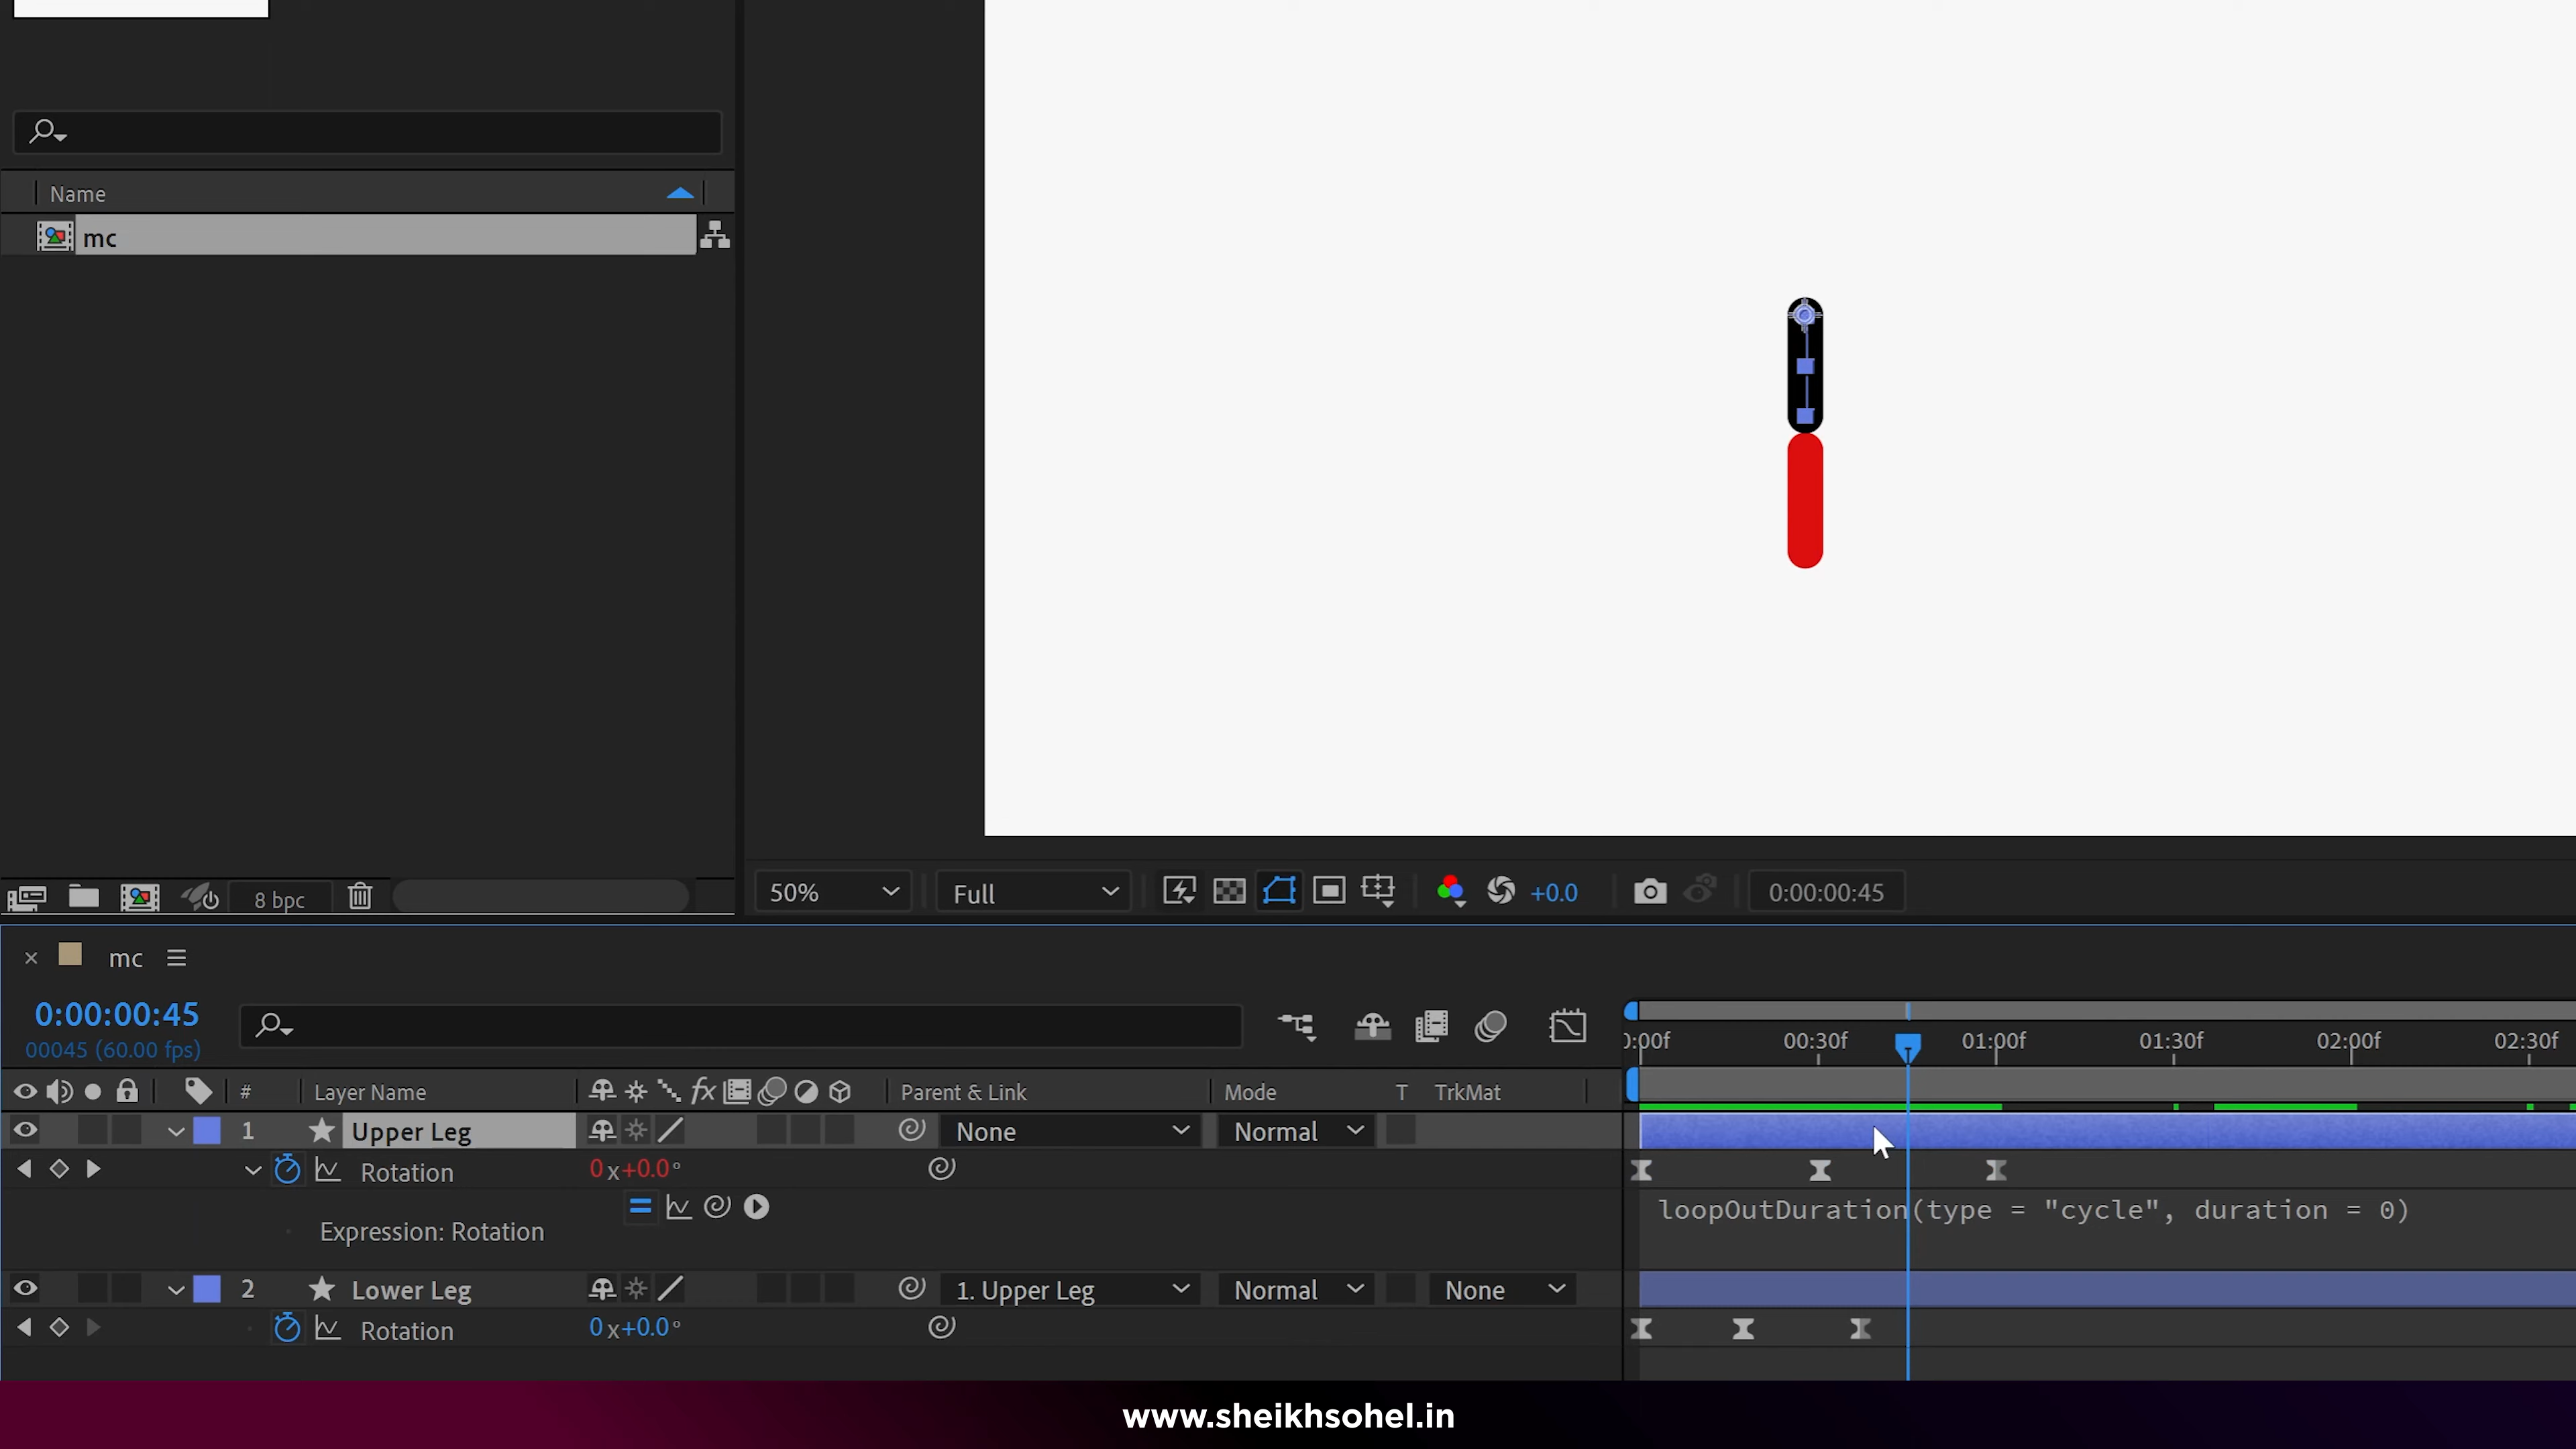 Name
mc
8 bpc
50%
Full
+0.0
0:00:00:45
mc
0:00:00:45
00045 (60.00 fps)
0:00f 00:30f 01:00f 01:30f 02:00f 02:30f
# Layer Name fx Parent & Link Mode T TrkMat
1 Upper Leg None Normal
Rotation 0x+0.0°
Expression: Rotation
loopOutDuration(type = "cycle", duration = 0)
2 Lower Leg 1. Upper Leg Normal None
Rotation 0x+0.0°
www.sheikhsohel.in